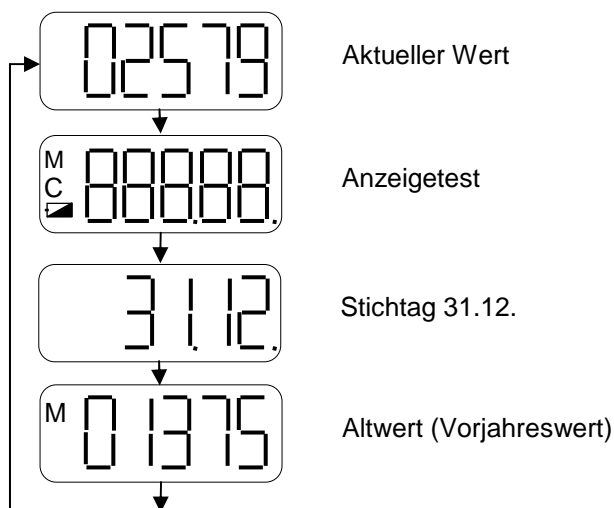 02579 Aktueller Wert
M
C
888.88. Anzeigetest
31.12. Stichtag 31.12.
M 01375 Altwert (Vorjahreswert)